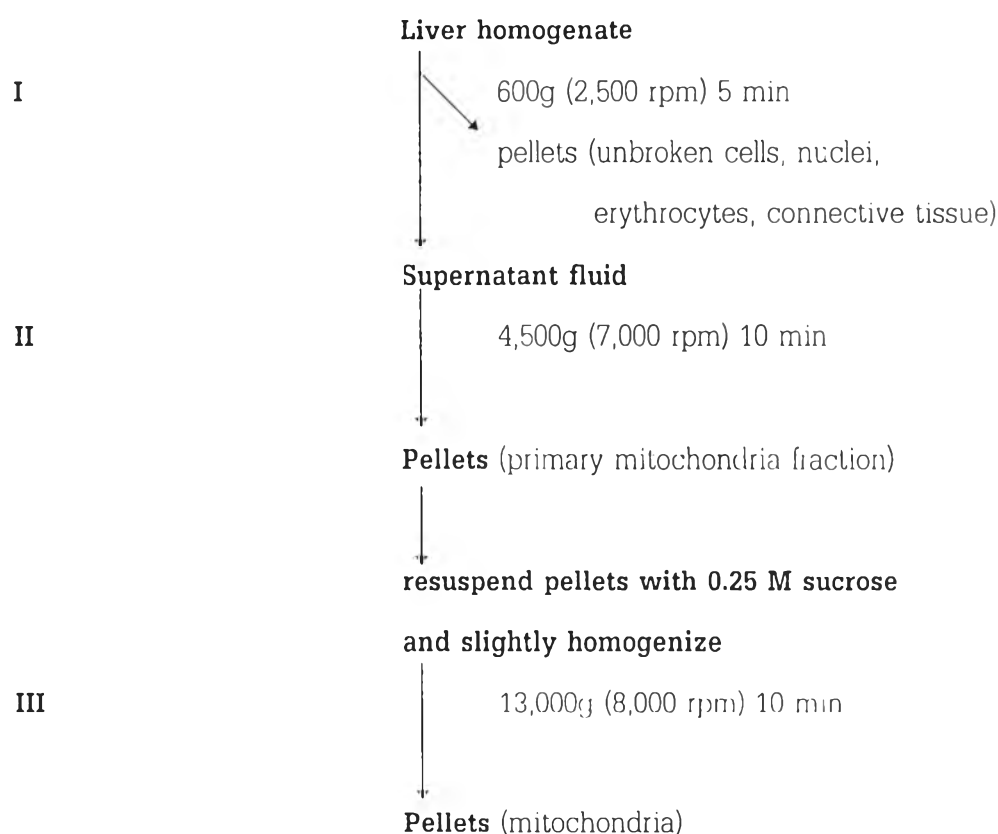 Liver homogenate
I
600g (2,500 rpm) 5 min
pellets (unbroken cells, nuclei,
erythrocytes, connective tissue)
Supernatant fluid
II
4,500g (7,000 rpm) 10 min
Pellets (primary mitochondria fraction)
resuspend pellets with 0.25 M sucrose
and slightly homogenize
III
13,000g (8,000 rpm) 10 min
Pellets (mitochondria)